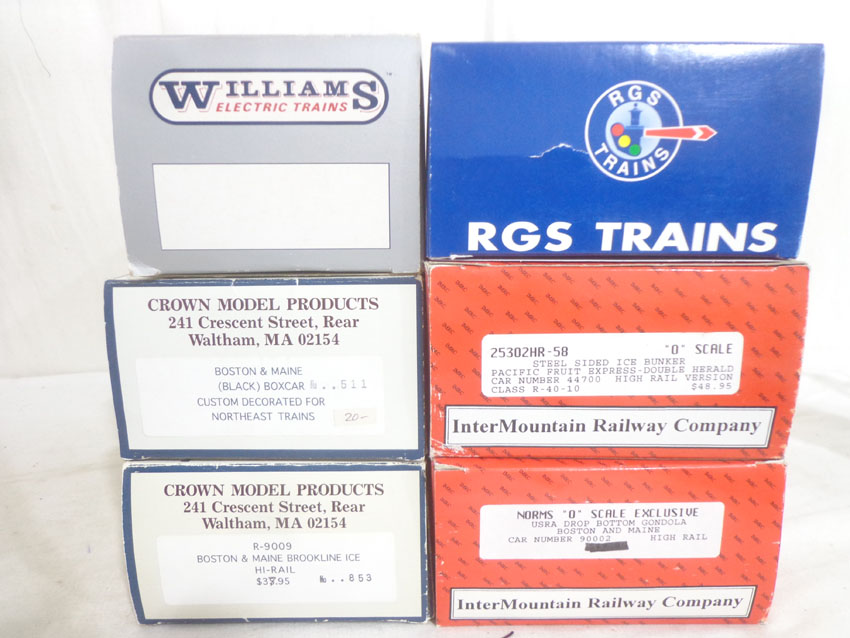 WILLIAMS
ELECTRIC TRAINS
RGS
TRAINS
RGS TRAINS
CROWN MODEL PRODUCTS
241 Crescent Street, Rear
Waltham, MA 02154
BOSTON & MAINE
(BLACK) BOXCAR № ..511
CUSTOM DECORATED FOR
NORTHEAST TRAINS
20-
25302HR-58 "O" SCALE
STEEL SIDED ICE BUNKER
PACIFIC FRUIT EXPRESS-DOUBLE HERALD
CAR NUMBER 44700 HIGH RAIL VERSION
CLASS R-40-10 $48.95
InterMountain Railway Company
CROWN MODEL PRODUCTS
241 Crescent Street, Rear
Waltham, MA 02154
R-9009
BOSTON & MAINE BROOKLINE ICE
HI-RAIL
№ ..853
NORMS "O" SCALE EXCLUSIVE
USRA DROP BOTTOM GONDOLA
BOSTON AND MAINE
CAR NUMBER 90002 HIGH RAIL
InterMountain Railway Company